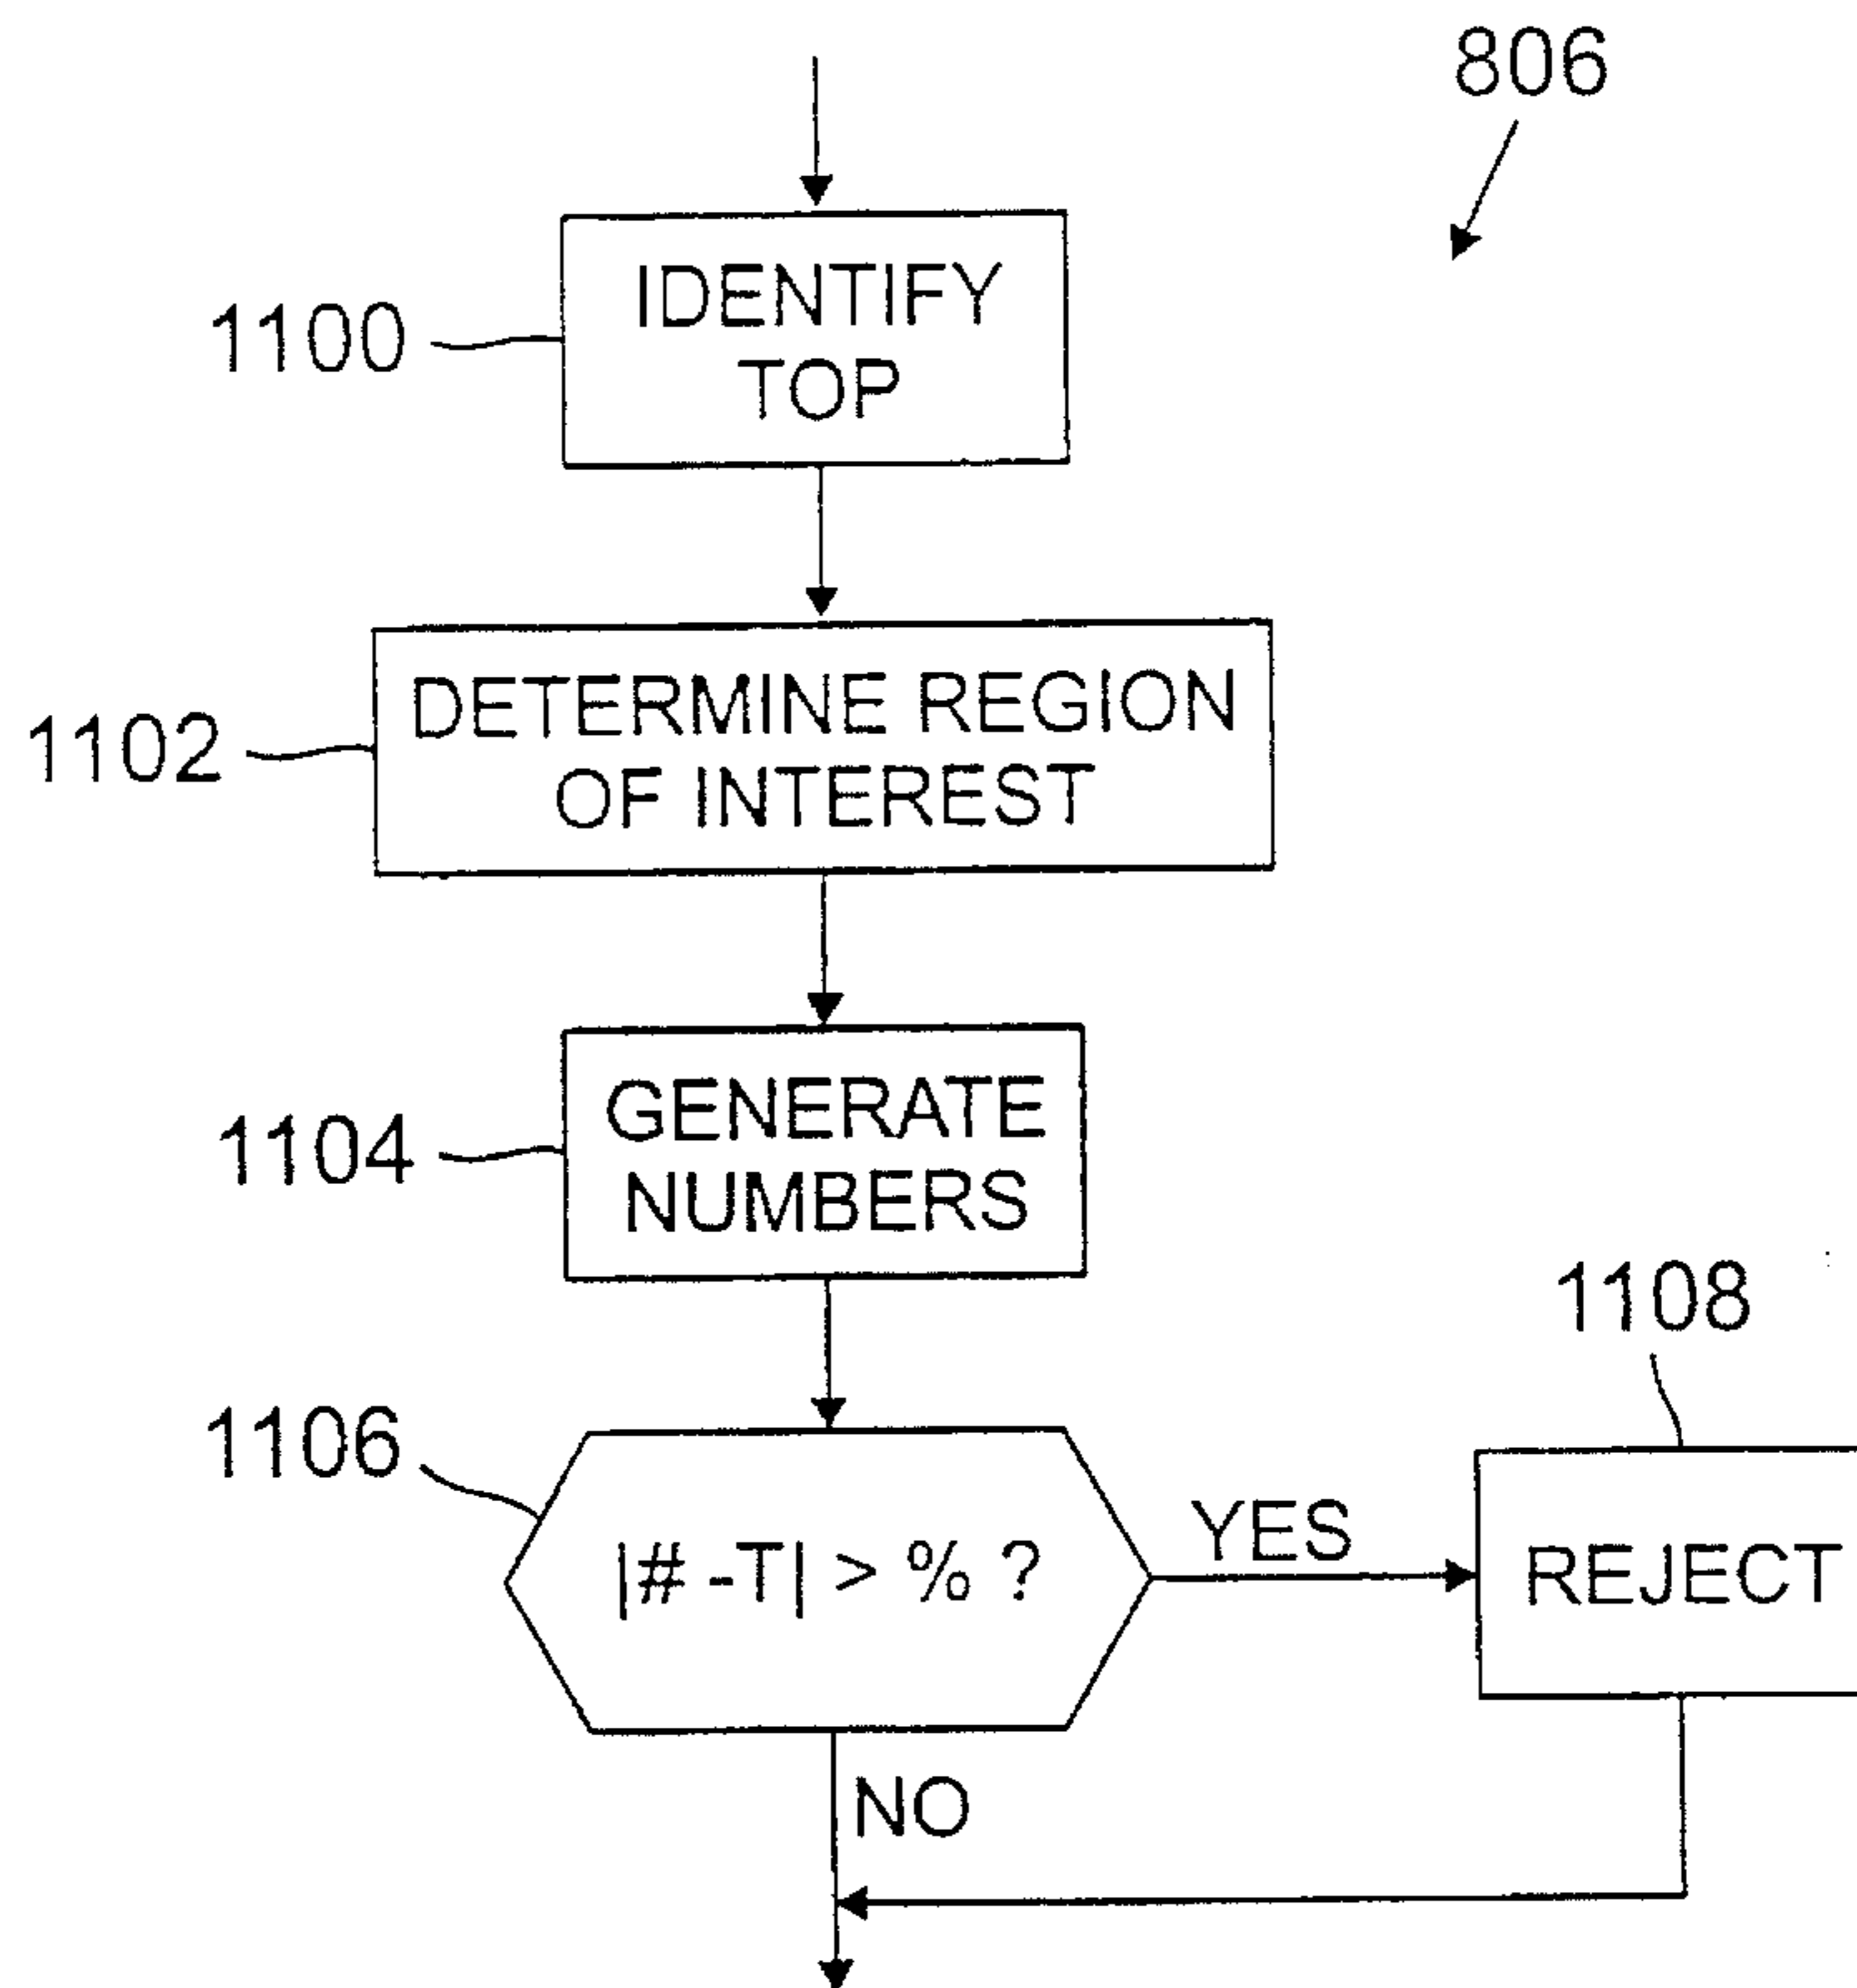 806
1100
IDENTIFY
TOP
1102
DETERMINE REGION
OF INTEREST
1104
GENERATE
NUMBERS
1108
1106
|# -T| > % ?
YES
REJECT
NO